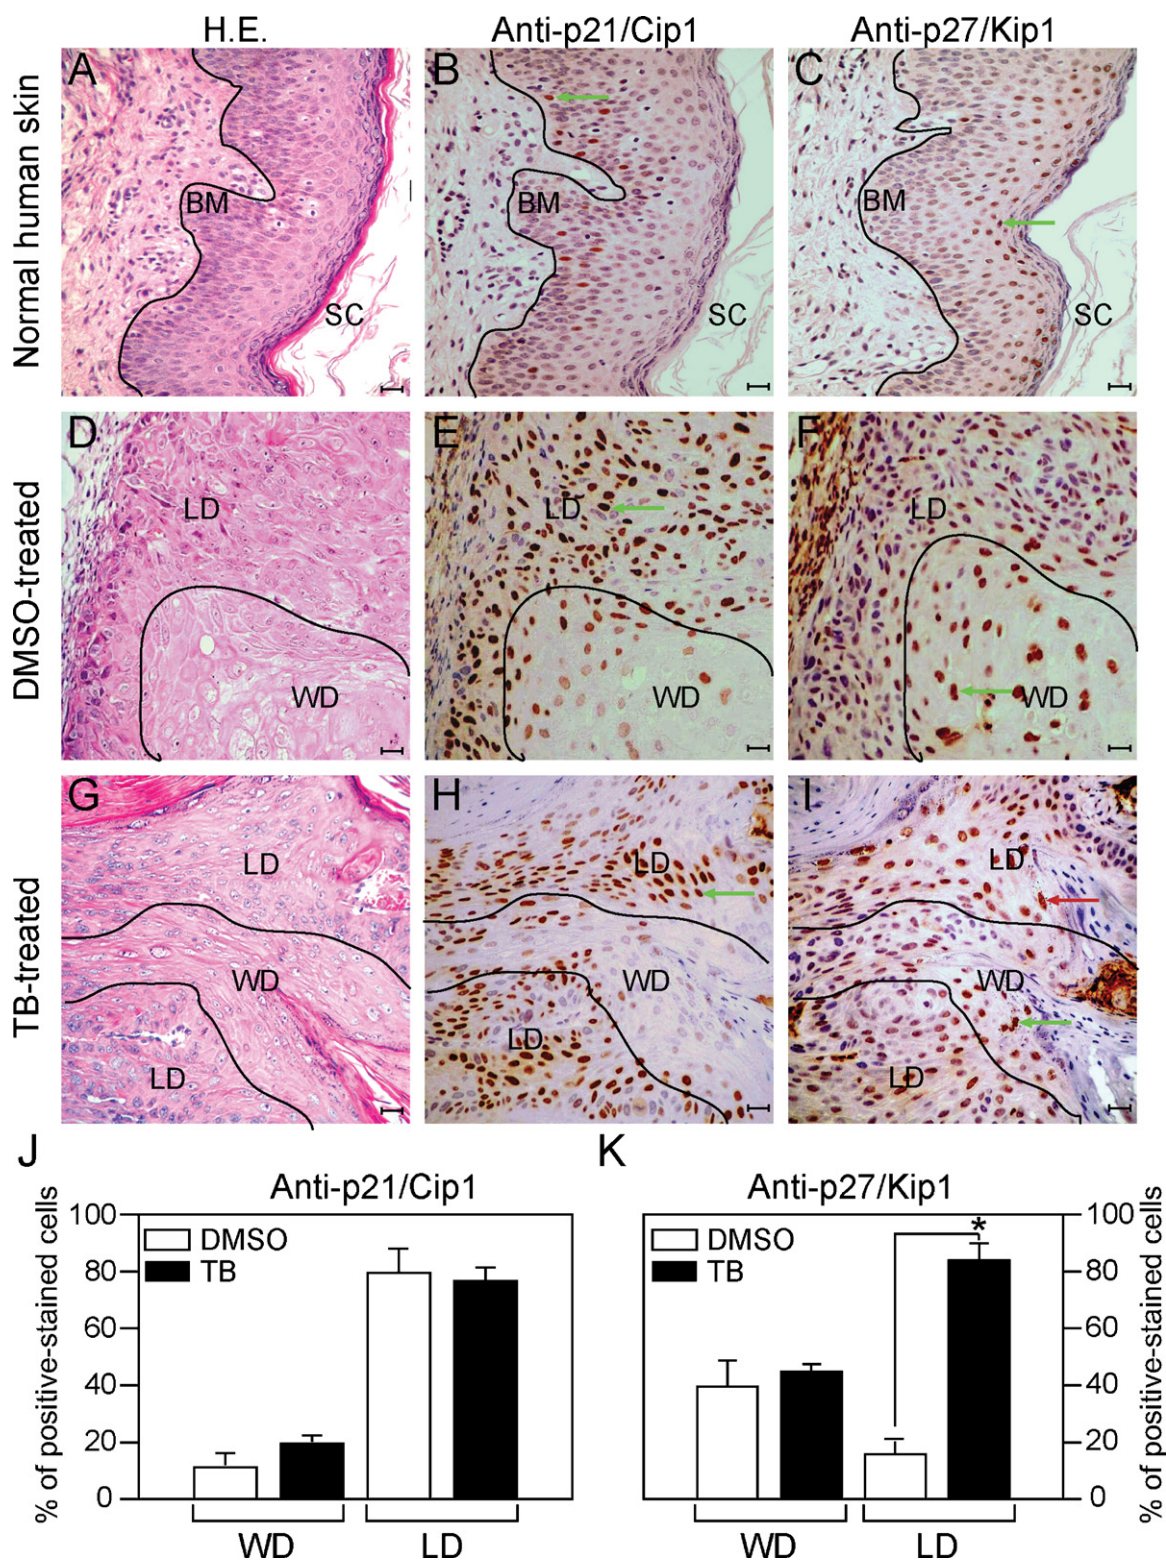 H.E. Anti-p21/Cip1 Anti-p27/Kip1
Normal human skin
A B C
BM BM BM
SC SC SC
DMSO-treated
D E F
LD LD LD
WD WD WD
TB-treated
G H I
LD LD LD
WD WD WD
LD LD LD
J K
Anti-p21/Cip1 Anti-p27/Kip1
% of positive-stained cells
100
80
60
40
20
0
DMSO
TB
WD LD
*
DMSO
TB
100
80
60
40
20
0
% of positive-stained cells
WD LD